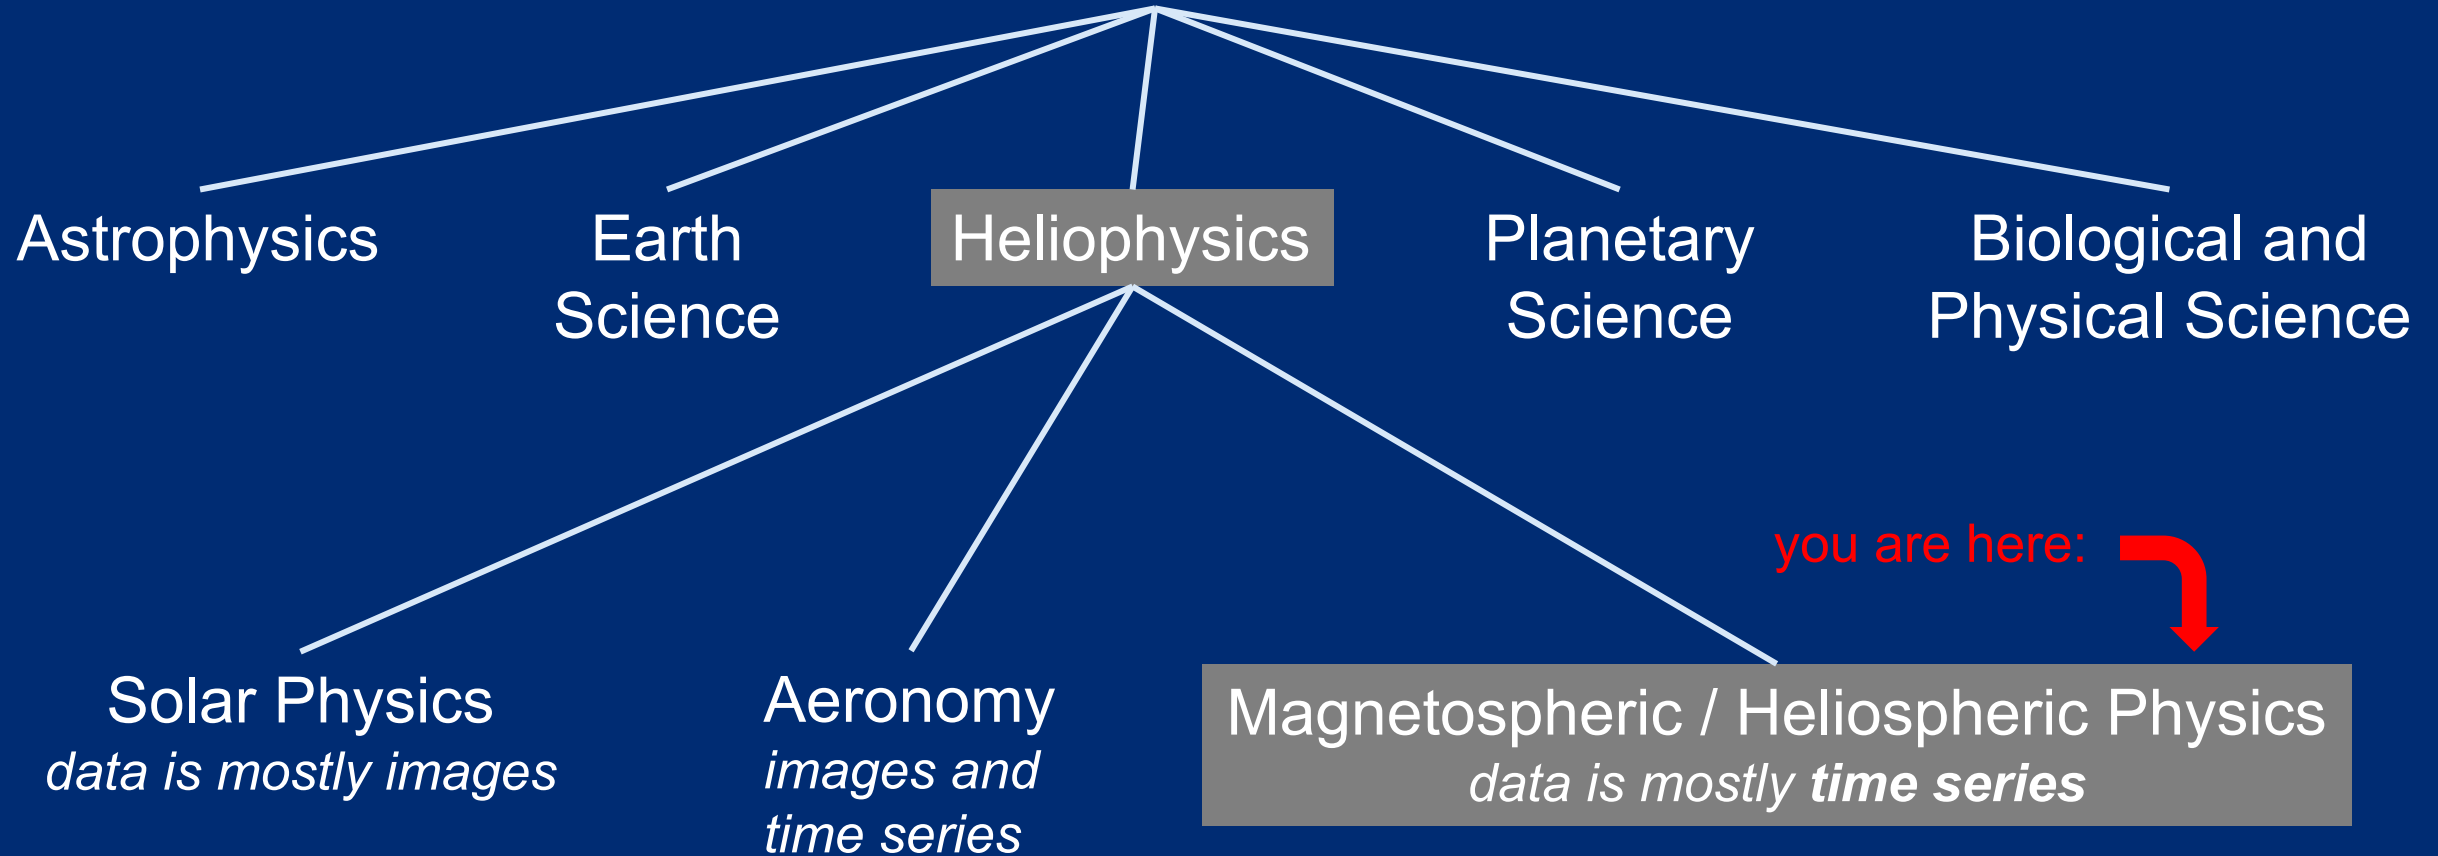 Astrophysics
Earth
Science
Heliophysics
Planetary
Science
Biological and
Physical Science
you are here:
Solar Physics
data is mostly images
Aeronomy
images and
time series
Magnetospheric / Heliospheric Physics
data is mostly time series